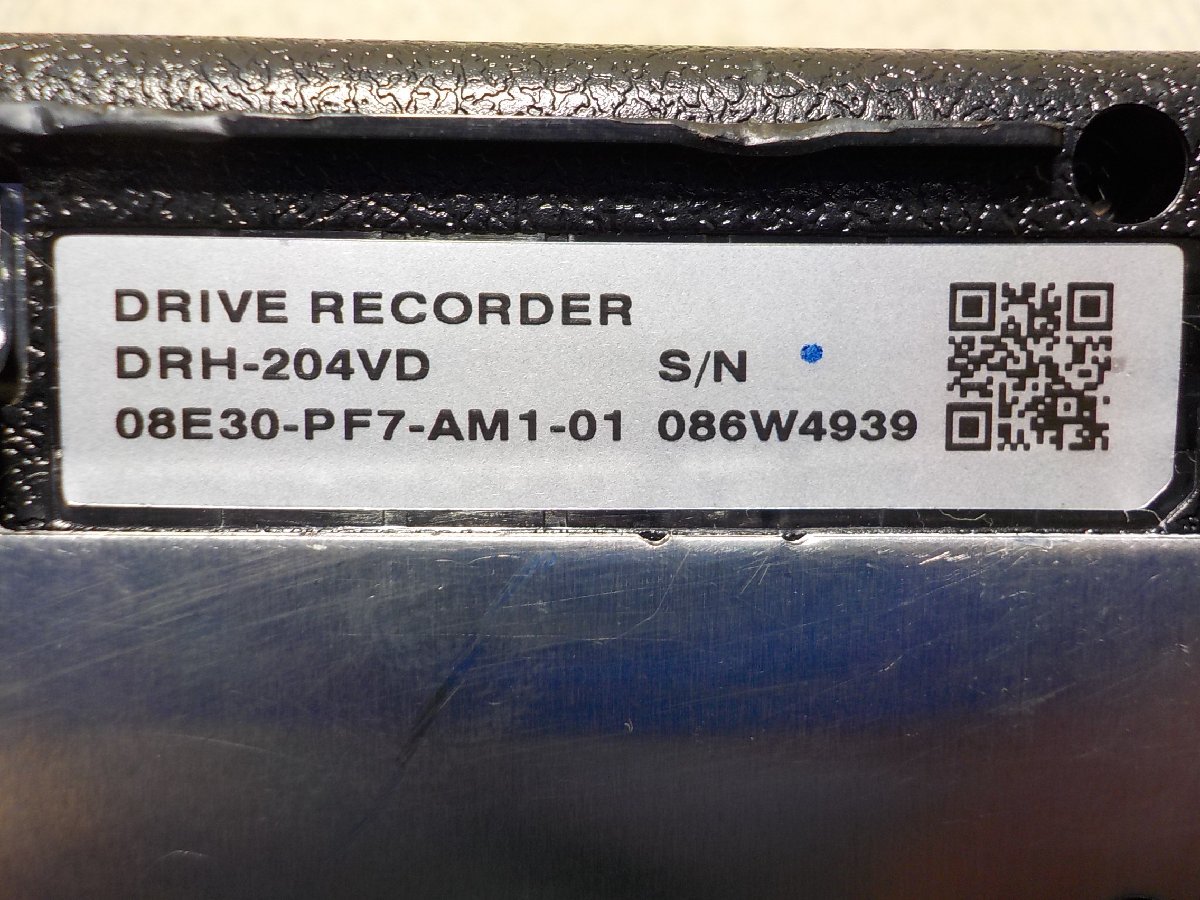 DRIVE RECORDER
DRH-204VD S/N
08E30-PF7-AM1-01 086W4939